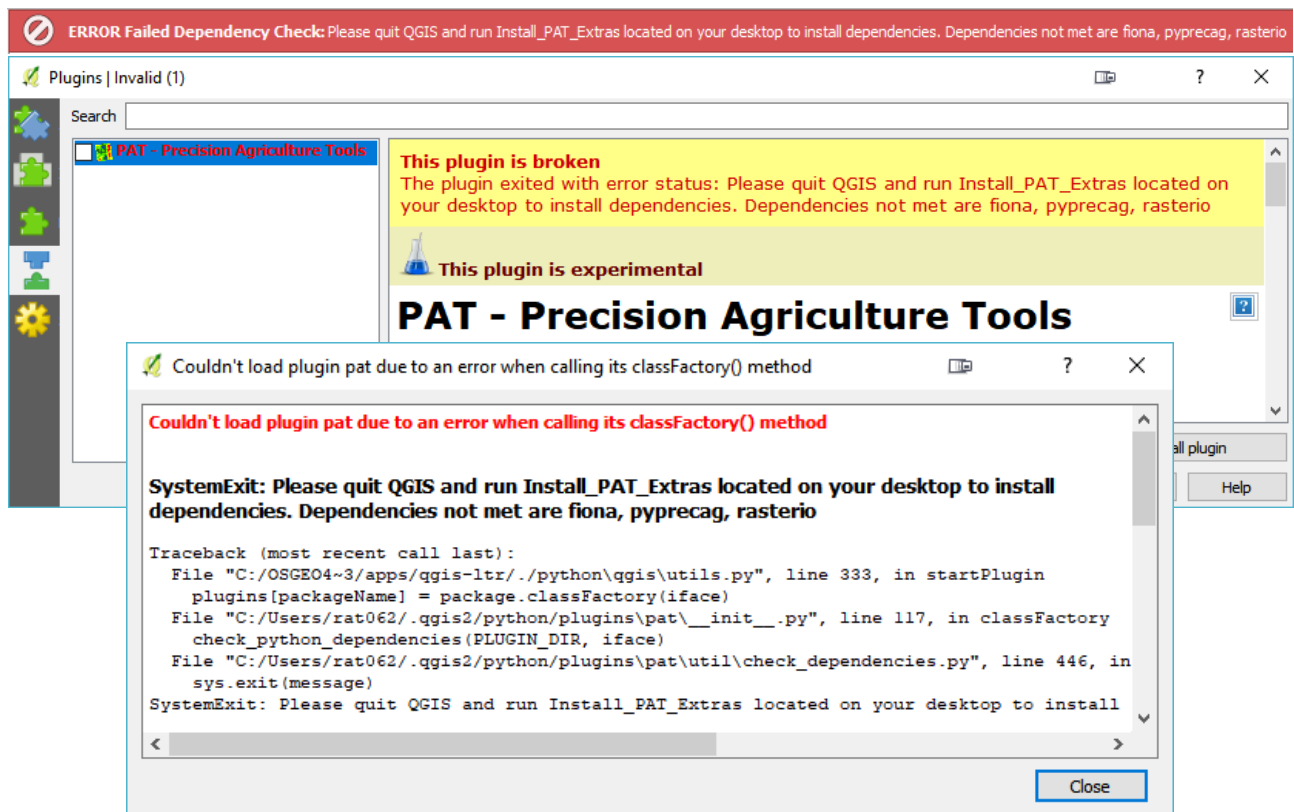 ERROR Failed Dependency Check: Please quit QGIS and run Install_PAT_Extras located on your desktop to install dependencies. Dependencies not met are fiona, pyprecag, rasterio
Plugins | Invalid (1)
?
Search
PAT - Precision Agriculture Tools
This plugin is broken
The plugin exited with error status: Please quit QGIS and run Install_PAT_Extras located on
your desktop to install dependencies. Dependencies not met are fiona, pyprecag, rasterio
This plugin is experimental
PAT - Precision Agriculture Tools
?
Couldn't load plugin pat due to an error when calling its classFactory() method
?
Couldn't load plugin pat due to an error when calling its classFactory() method
SystemExit: Please quit QGIS and run Install_PAT_Extras located on your desktop to install
dependencies. Dependencies not met are fiona, pyprecag, rasterio
Traceback (most recent call last):
File "C:/OSGEO4~3/apps/qgis-ltr/./python\qgis\utils.py", line 333, in startPlugin
plugins[packageName] = package.classFactory(iface)
File "C:/Users/rat062/.qgis2/python/plugins\pat\__init__.py", line 117, in classFactory
check_python_dependencies(PLUGIN_DIR, iface)
File "C:/Users/rat062/.qgis2/python/plugins\pat\util\check_dependencies.py", line 446, in
sys.exit(message)
SystemExit: Please quit QGIS and run Install_PAT_Extras located on your desktop to install
all plugin
Help
Close